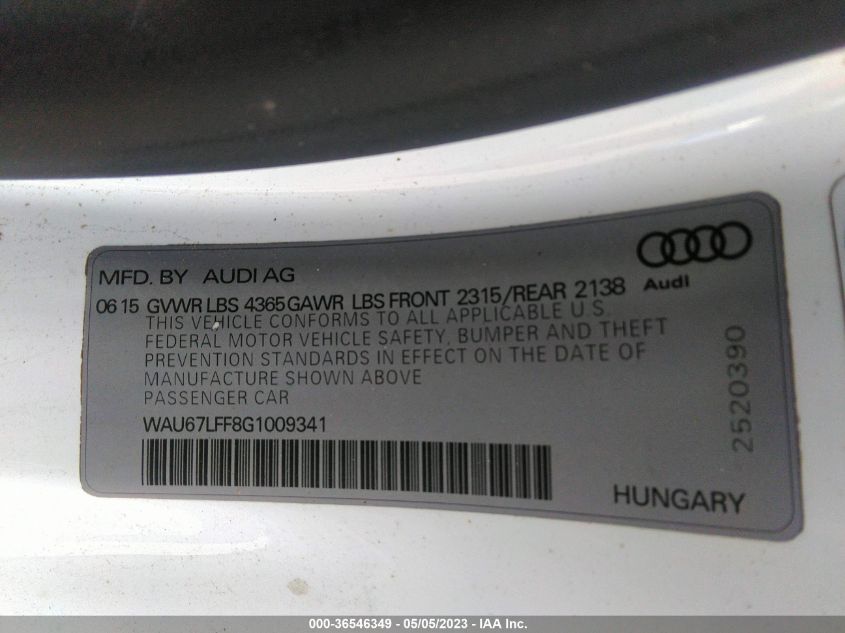 MFD. BY AUDI AG
Audi
06 15 GVWR LBS 4365 GAWR LBS FRONT 2315/REAR 2138
THIS VEHICLE CONFORMS TO ALL APPLICABLE U.S.
FEDERAL MOTOR VEHICLE SAFETY, BUMPER AND THEFT
PREVENTION STANDARDS IN EFFECT ON THE DATE OF
MANUFACTURE SHOWN ABOVE
PASSENGER CAR
WAU67LFF8G1009341
2520390
HUNGARY
000-36546349 - 05/05/2023 - IAA Inc.